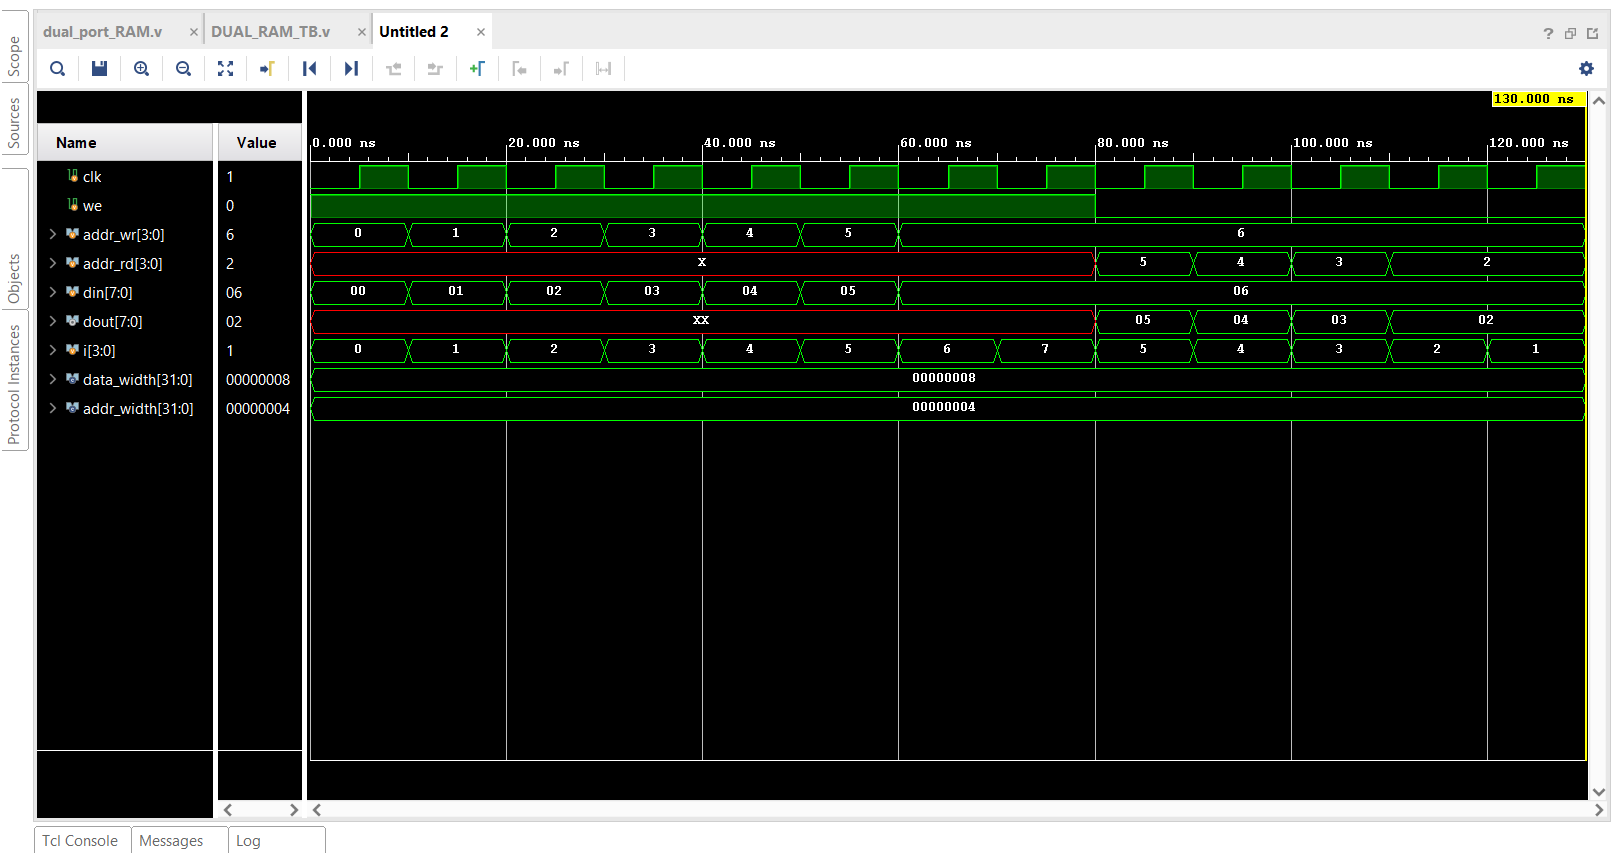 dual_port_RAM.v × DUAL_RAM_TB.v × Untitled 2 ×
?
Scope
Sources
Objects
Protocol Instances
130.000 ns
Name Value
0.000 ns 20.000 ns 40.000 ns 60.000 ns 80.000 ns 100.000 ns 120.000 ns
clk 1
we 0
addr_wr[3:0] 6 0 1 2 3 4 5 6
addr_rd[3:0] 2 X 5 4 3 2
din[7:0] 06 00 01 02 03 04 05 06
dout[7:0] 02 XX 05 04 03 02
i[3:0] 1 0 1 2 3 4 5 6 7 5 4 3 2 1
data_width[31:0] 00000008 00000008
addr_width[31:0] 00000004 00000004
Tcl Console Messages Log